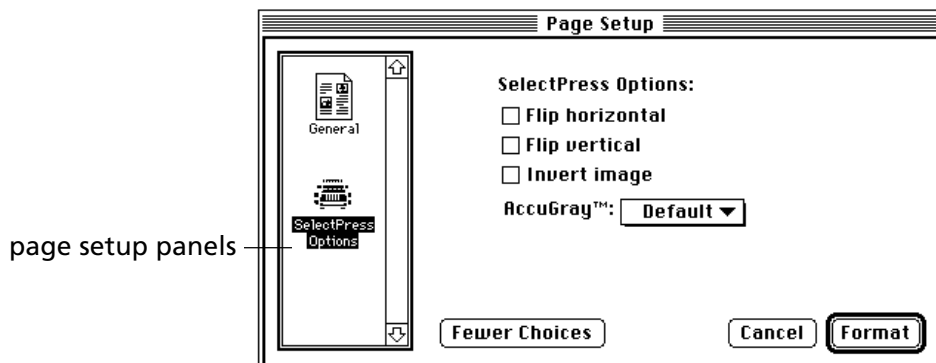 Page Setup
General
SelectPress
Options
page setup panels
SelectPress Options:
Flip horizontal
Flip vertical
Invert image
AccuGray™: Default
Fewer Choices
Cancel
Format